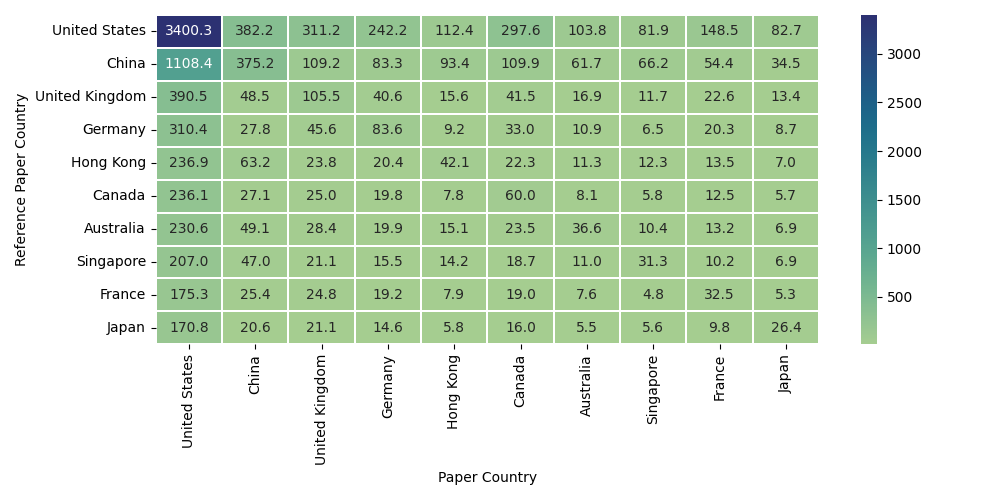 United States 3400.3 382.2 311.2 242.2 112.4 297.6 103.8 81.9 148.5 82.7
China 1108.4 375.2 109.2 83.3 93.4 109.9 61.7 66.2 54.4 34.5
United Kingdom 390.5 48.5 105.5 40.6 15.6 41.5 16.9 11.7 22.6 13.4
Germany 310.4 27.8 45.6 83.6 9.2 33.0 10.9 6.5 20.3 8.7
Hong Kong 236.9 63.2 23.8 20.4 42.1 22.3 11.3 12.3 13.5 7.0
Canada 236.1 27.1 25.0 19.8 7.8 60.0 8.1 5.8 12.5 5.7
Australia 230.6 49.1 28.4 19.9 15.1 23.5 36.6 10.4 13.2 6.9
Singapore 207.0 47.0 21.1 15.5 14.2 18.7 11.0 31.3 10.2 6.9
France 175.3 25.4 24.8 19.2 7.9 19.0 7.6 4.8 32.5 5.3
Japan 170.8 20.6 21.1 14.6 5.8 16.0 5.5 5.6 9.8 26.4
Reference Paper Country
United States
China
United Kingdom
Germany
Hong Kong
Canada
Australia
Singapore
France
Japan
Paper Country
3000
2500
2000
1500
1000
500